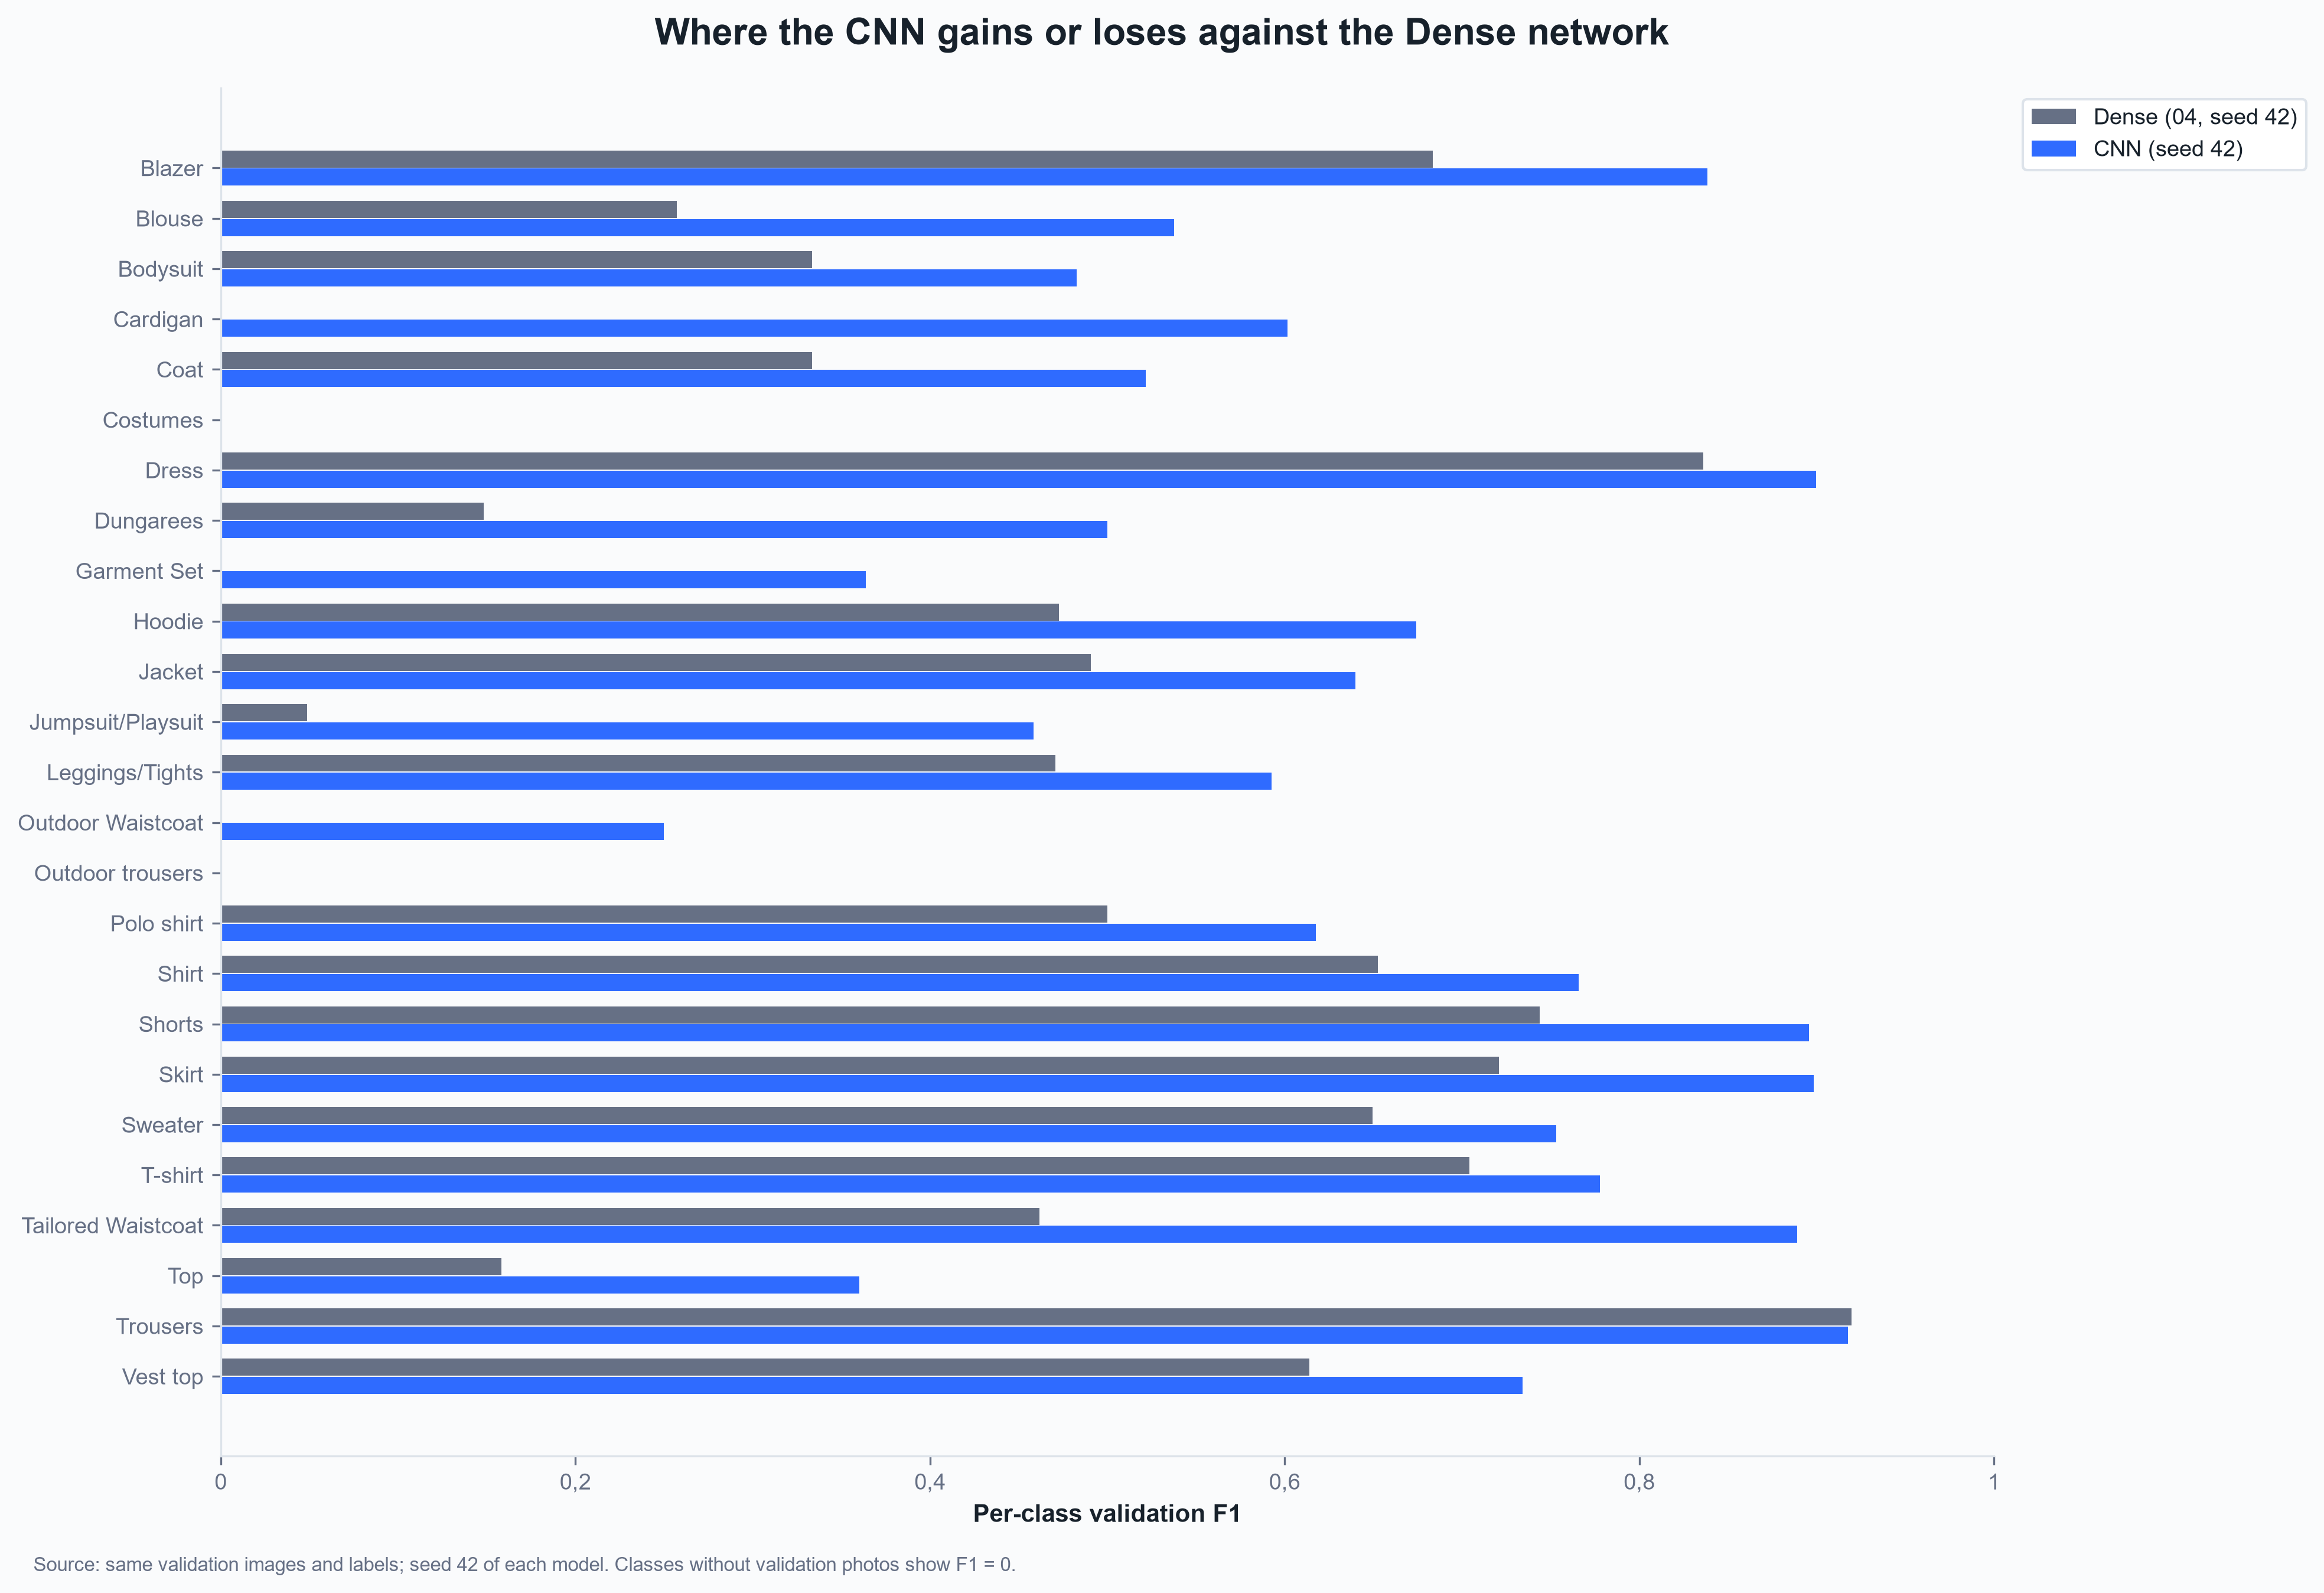 Where the CNN gains or loses against the Dense network
Dense (04, seed 42)
CNN (seed 42)
Blazer
Blouse
Bodysuit
Cardigan
Coat
Costumes
Dress
Dungarees
Garment Set
Hoodie
Jacket
Jumpsuit/Playsuit
Leggings/Tights
Outdoor Waistcoat
Outdoor trousers
Polo shirt
Shirt
Shorts
Skirt
Sweater
T-shirt
Tailored Waistcoat
Top
Trousers
Vest top
0 0,2 0,4 0,6 0,8 1
Per-class validation F1
Source: same validation images and labels; seed 42 of each model. Classes without validation photos show F1 = 0.